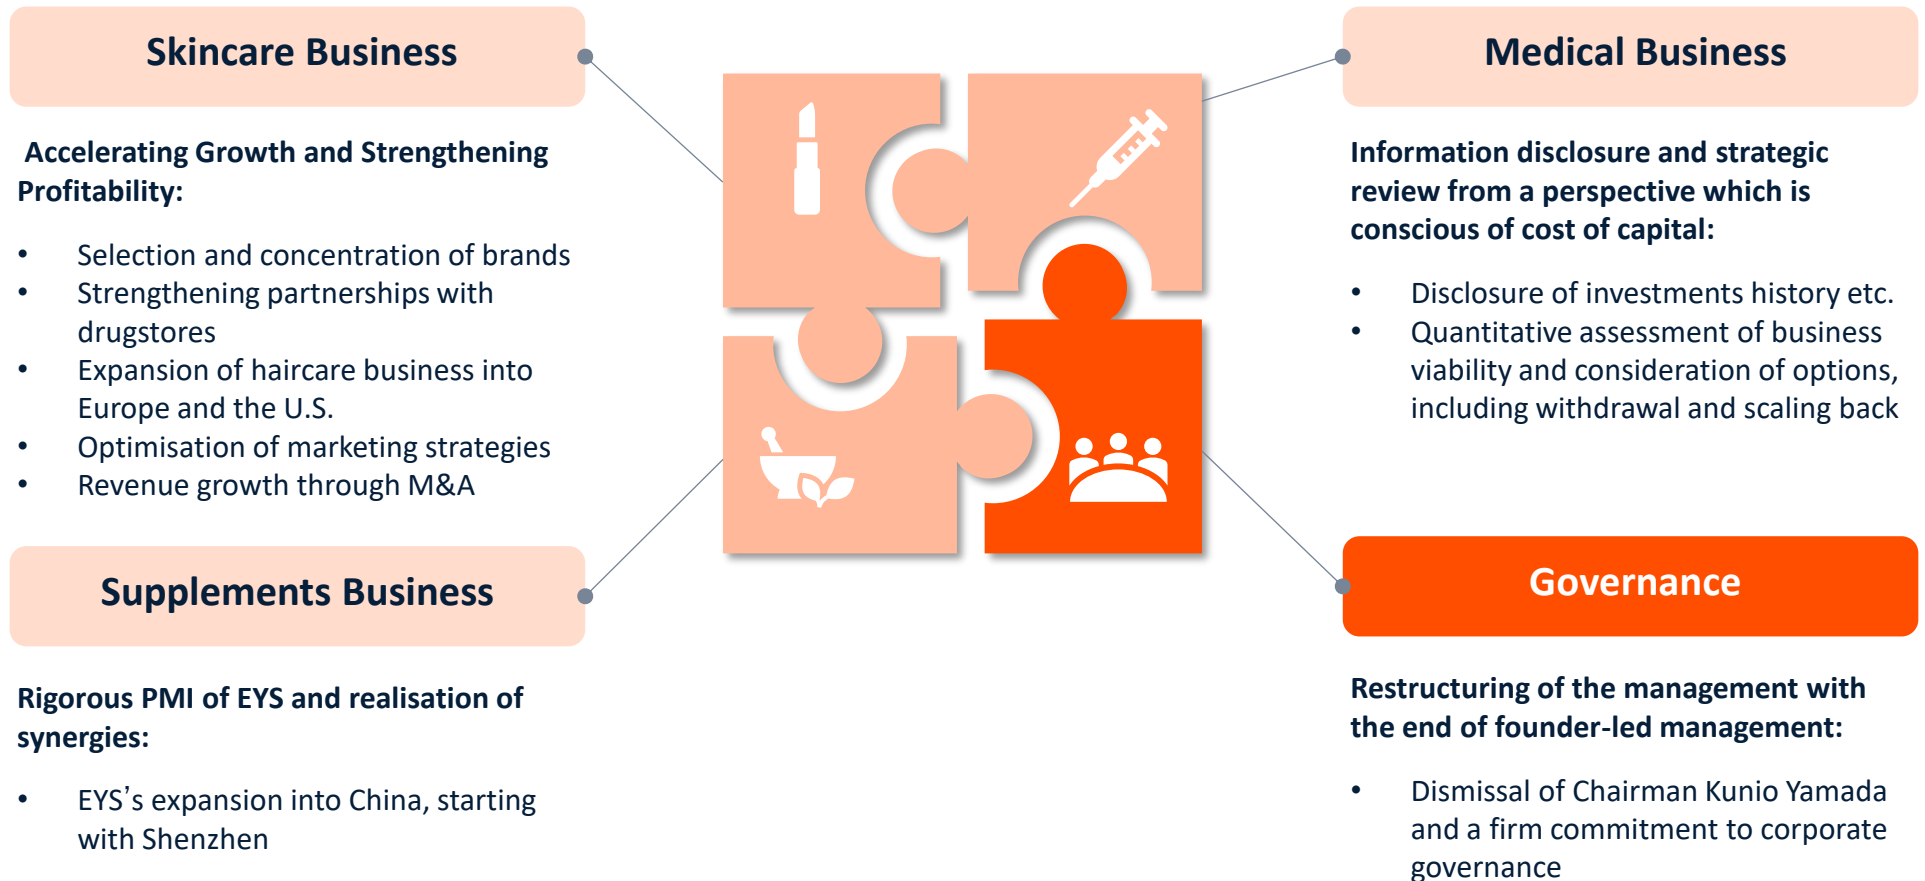 Skincare Business
Accelerating Growth and Strengthening
Profitability:
• Selection and concentration of brands
• Strengthening partnerships with
drugstores
• Expansion of haircare business into
Europe and the U.S.
• Optimisation of marketing strategies
• Revenue growth through M&A
Supplements Business
Rigorous PMI of EYS and realisation of
synergies:
• EYS’s expansion into China, starting
with Shenzhen
Medical Business
Information disclosure and strategic
review from a perspective which is
conscious of cost of capital:
• Disclosure of investments history etc.
• Quantitative assessment of business
viability and consideration of options,
including withdrawal and scaling back
Governance
Restructuring of the management with
the end of founder-led management:
• Dismissal of Chairman Kunio Yamada
and a firm commitment to corporate
governance